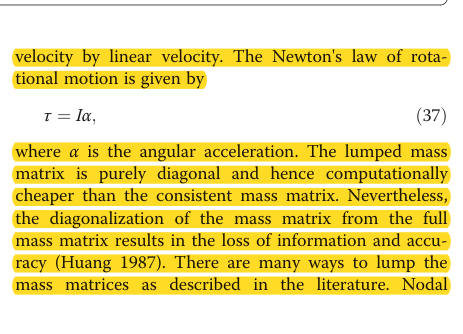 velocity by linear velocity. The Newton's law of rota-
tional motion is given by
τ = Iα, (37)
where α is the angular acceleration. The lumped mass
matrix is purely diagonal and hence computationally
cheaper than the consistent mass matrix. Nevertheless,
the diagonalization of the mass matrix from the full
mass matrix results in the loss of information and accu-
racy (Huang 1987). There are many ways to lump the
mass matrices as described in the literature. Nodal